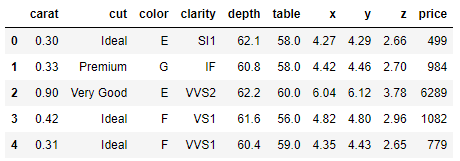 carat cut color clarity depth table x y z price
0 0.30 Ideal E SI1 62.1 58.0 4.27 4.29 2.66 499
1 0.33 Premium G IF 60.8 58.0 4.42 4.46 2.70 984
2 0.90 Very Good E VVS2 62.2 60.0 6.04 6.12 3.78 6289
3 0.42 Ideal F VS1 61.6 56.0 4.82 4.80 2.96 1082
4 0.31 Ideal F VVS1 60.4 59.0 4.35 4.43 2.65 779